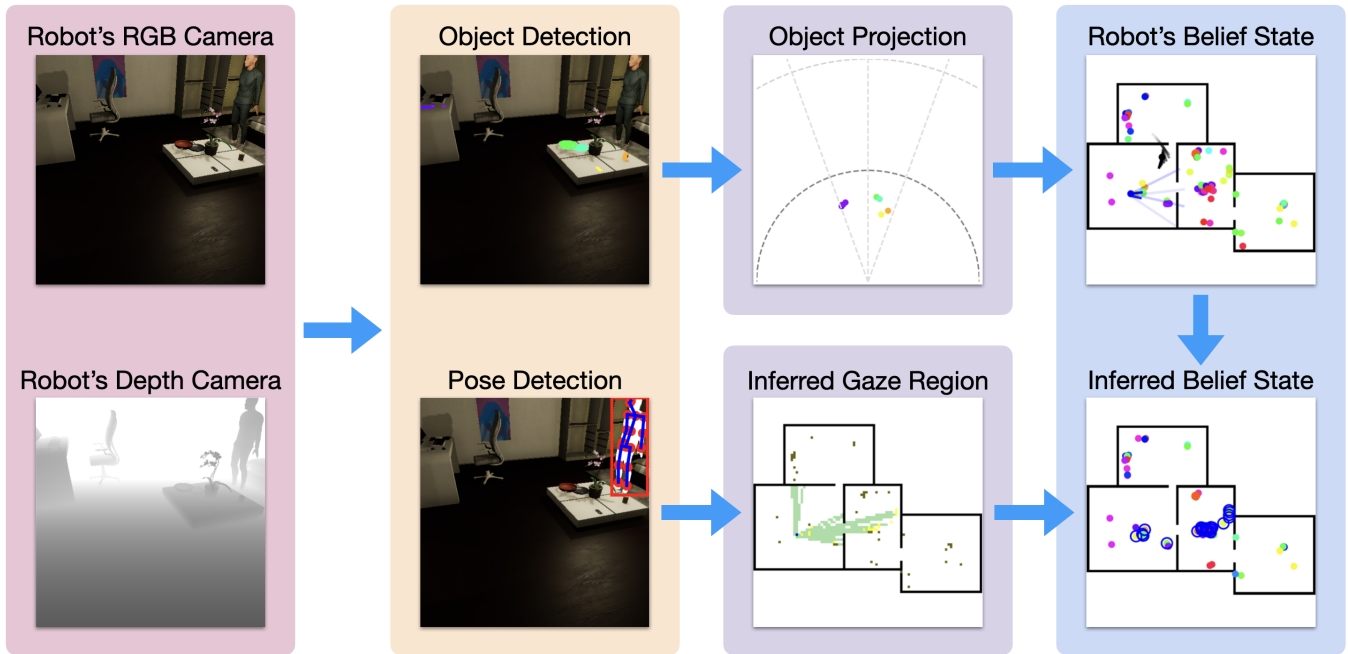 Robot's RGB Camera
Object Detection
Object Projection
Robot's Belief State
Robot's Depth Camera
Pose Detection
Inferred Gaze Region
Inferred Belief State